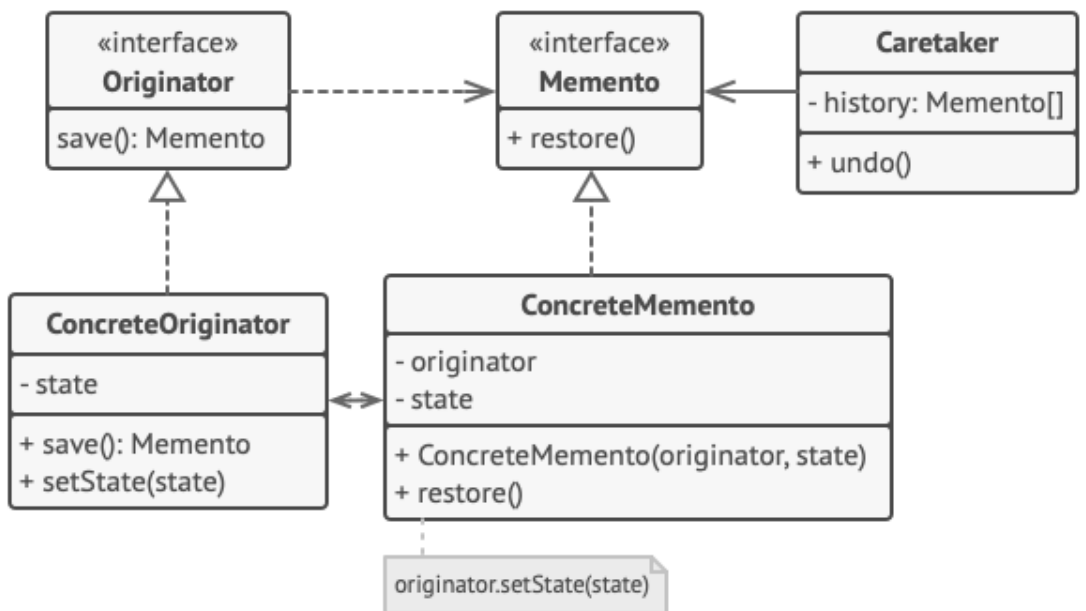 «interface»
Originator
save(): Memento
«interface»
Memento
+ restore()
Caretaker
- history: Memento[]
+ undo()
ConcreteOriginator
- state
+ save(): Memento
+ setState(state)
ConcreteMemento
- originator
- state
+ ConcreteMemento(originator, state)
+ restore()
originator.setState(state)